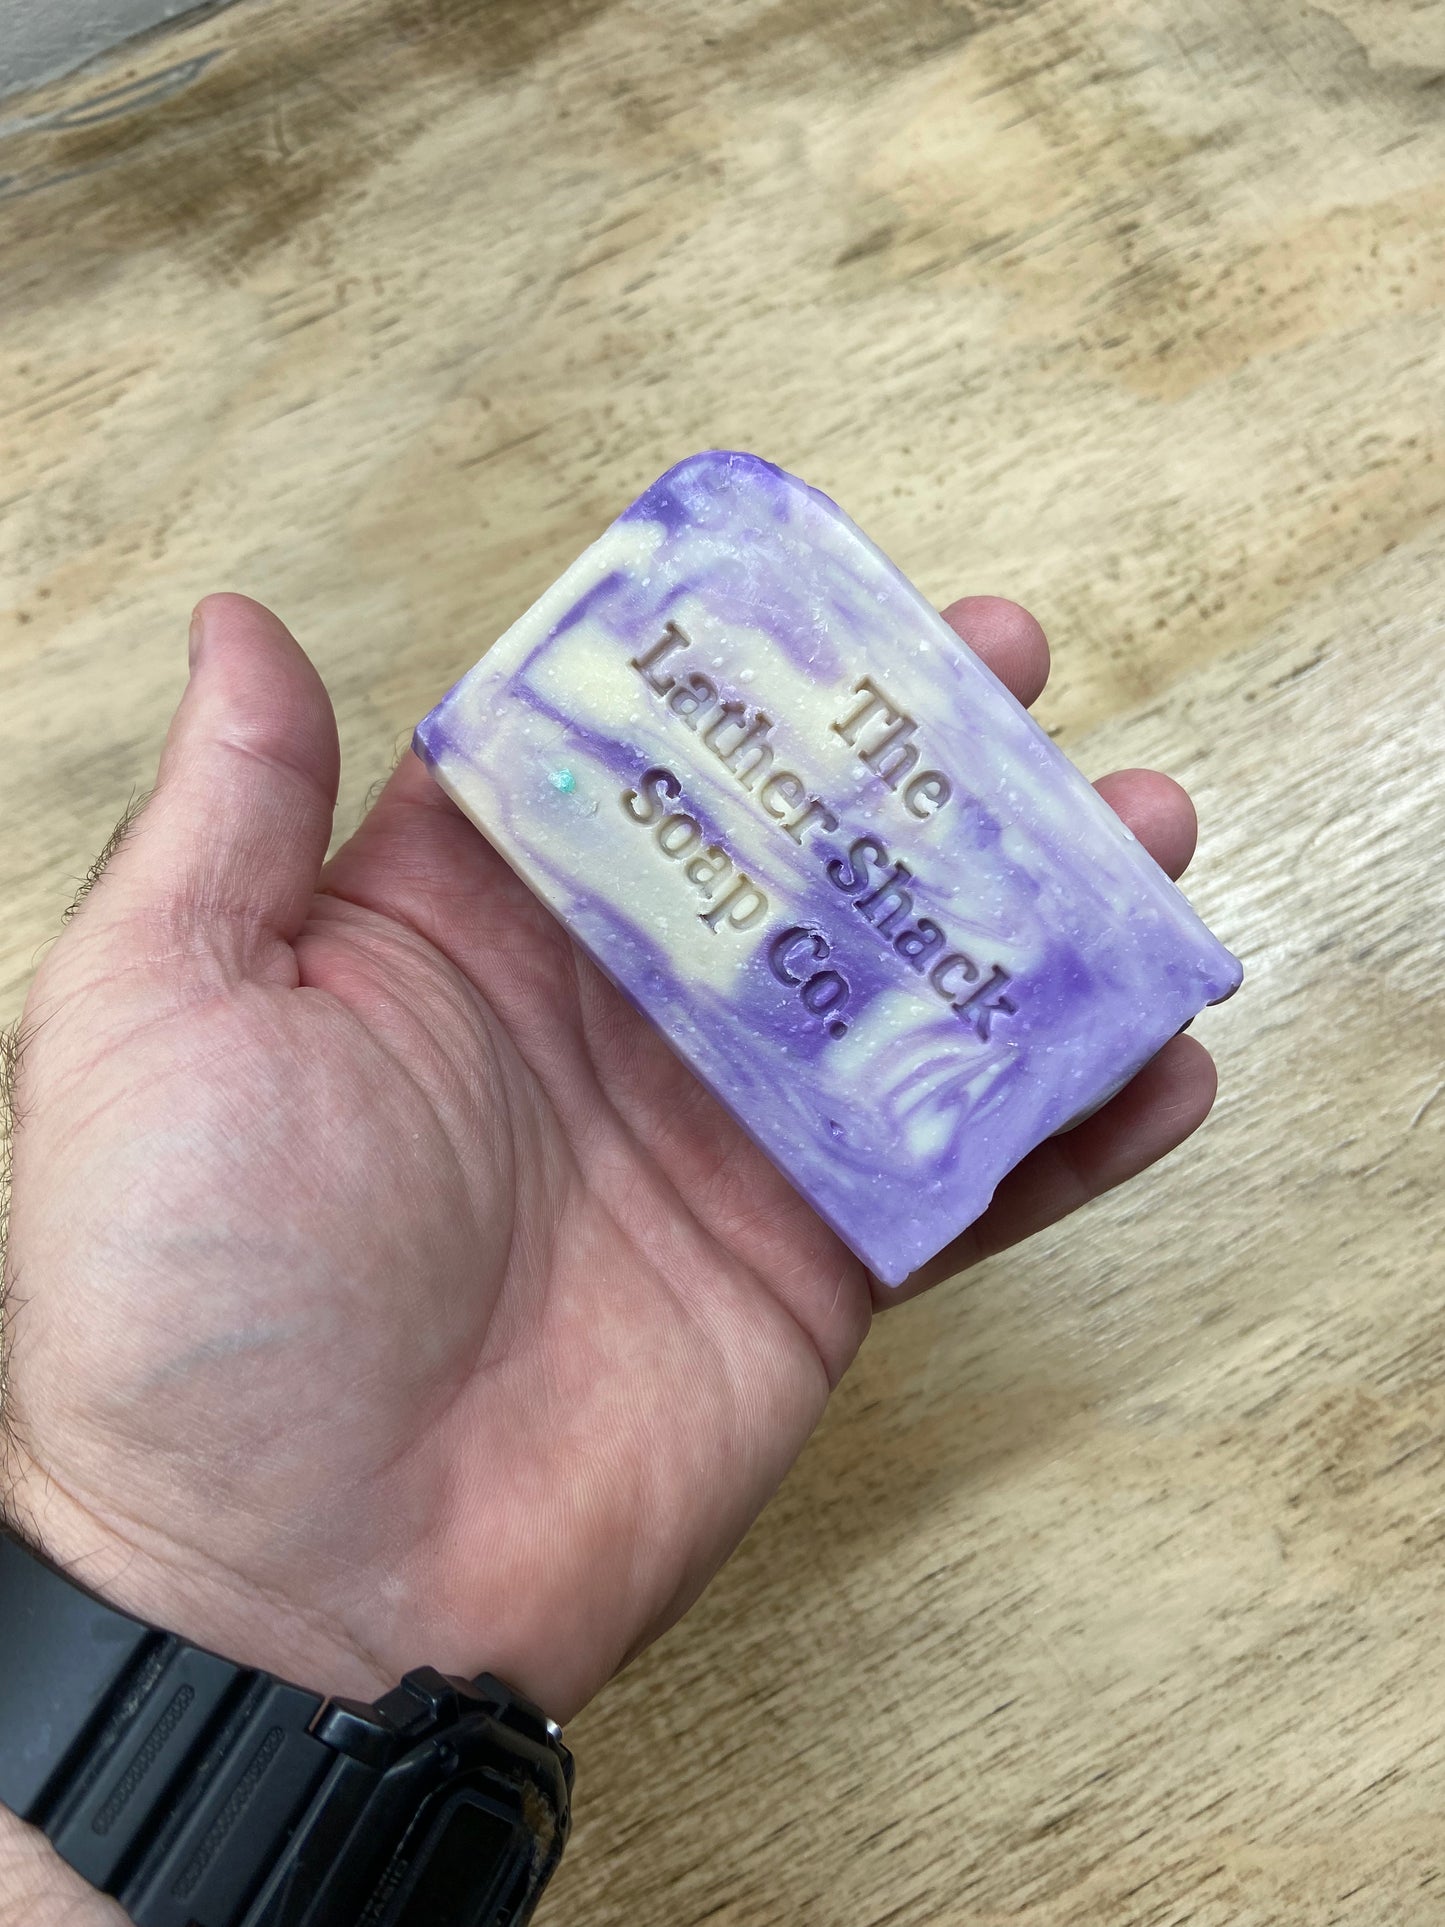 The
Lather Shack
Soap Co.